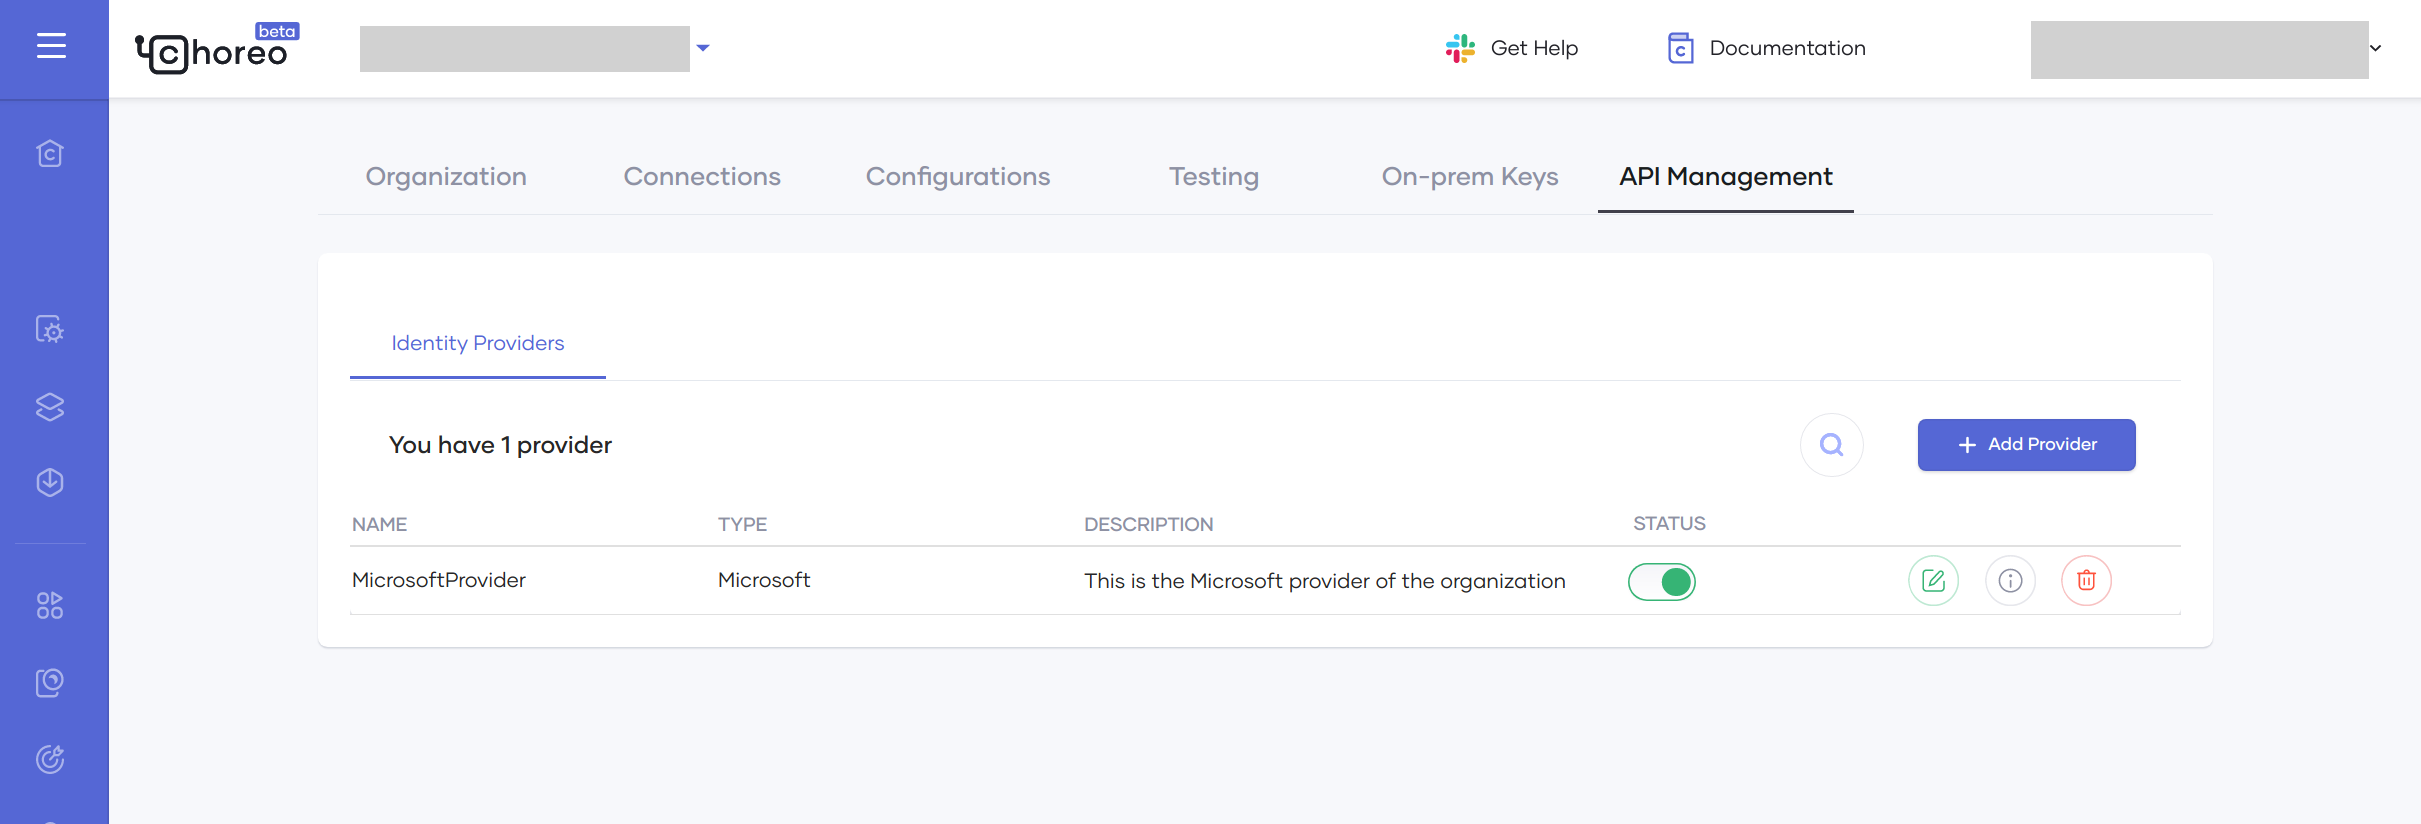 choreo beta
Get Help
Documentation
Organization
Connections
Configurations
Testing
On-prem Keys
API Management
Identity Providers
You have 1 provider
+ Add Provider
NAME
TYPE
DESCRIPTION
STATUS
MicrosoftProvider
Microsoft
This is the Microsoft provider of the organization